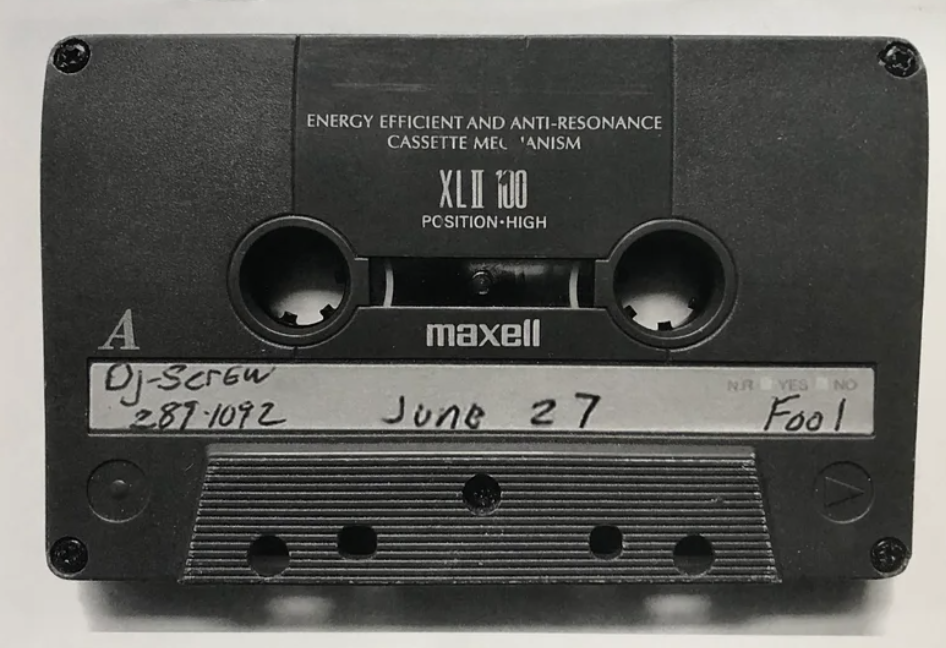 ENERGY EFFICIENT AND ANTI-RESONANCE
CASSETTE MECHANISM
XLII 100
POSITION·HIGH
maxell
A
Dj-Screw
N.R YES NO
289-1092 June 27 Fool